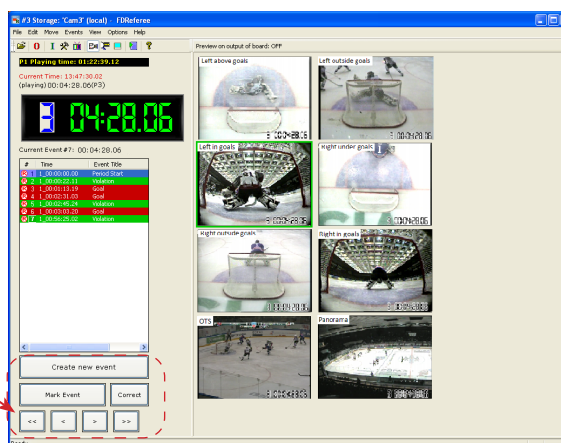 #3 Storage: 'Cam3' (local) - FDReferee
File Edit Move Events View Options Help
Preview on output of board: OFF
P1 Playing time: 01:22:39.12
Current Time: 13:47:30.02
(playing) 00:04:28.06(P3)
3 04:28.06
Current Event#7: 00:04:28.06
# Time Event Title
R 1 1_00:00:00.00 Period Start
R 2 1_00:00:22.11 Violation
R 3 1_00:01:13.19 Goal
R 4 1_00:02:31.03 Goal
R 5 1_00:02:45.24 Violation
R 6 1_00:03:03.20 Goal
R 7 1_00:56:25.02 Violation
Create new event
Mark Event Correct
<< < > >>
Left above goals
Left outside goals
Left in goals
Right under goals
Right outside goals
Right in goals
OTS
Panorama